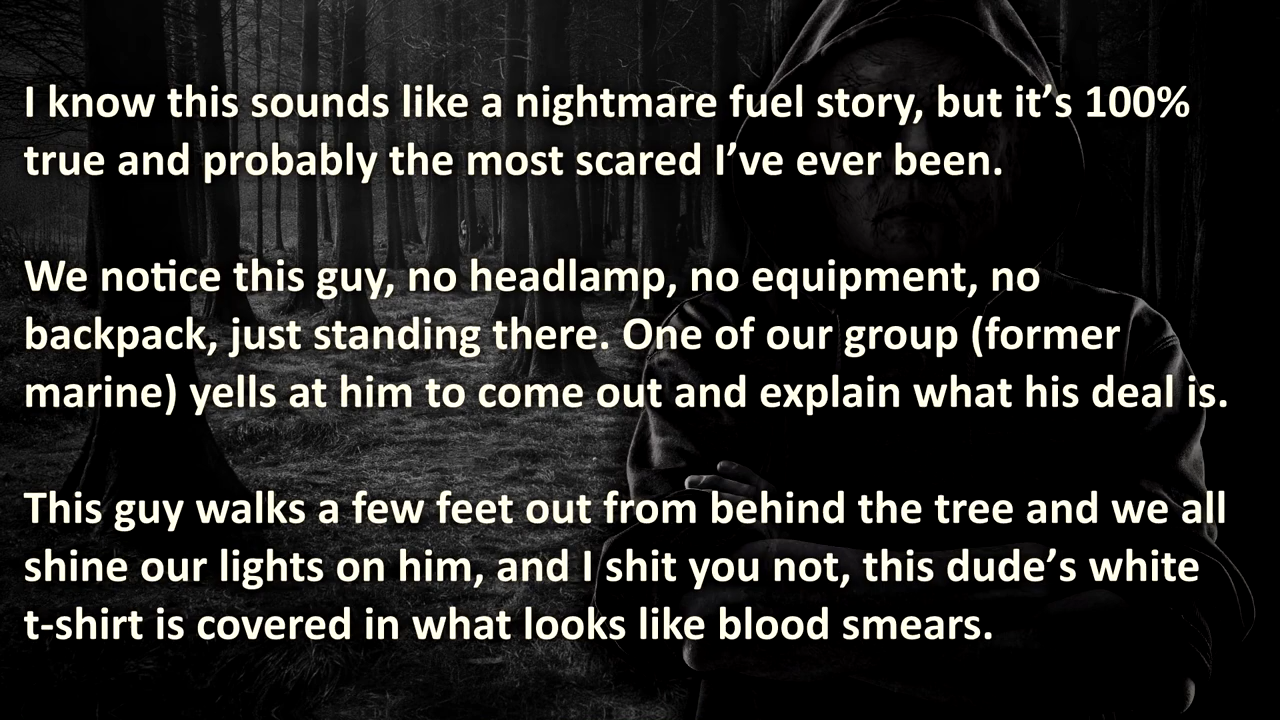 I know this sounds like a nightmare fuel story, but it’s 100%
true and probably the most scared I’ve ever been.
We notice this guy, no headlamp, no equipment, no
backpack, just standing there. One of our group (former
marine) yells at him to come out and explain what his deal is.
This guy walks a few feet out from behind the tree and we all
shine our lights on him, and I shit you not, this dude’s white
t-shirt is covered in what looks like blood smears.